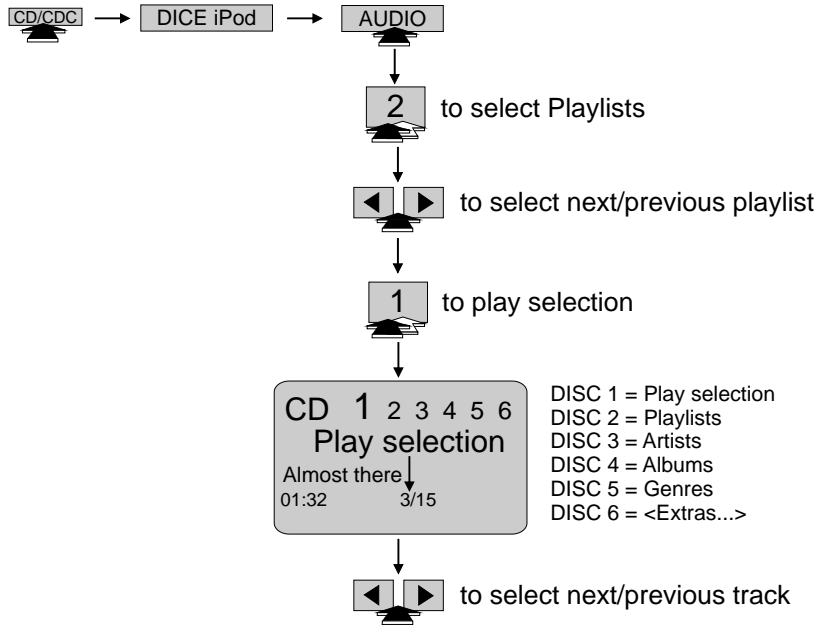 CD/CDC DICE iPod AUDIO
2 to select Playlists
to select next/previous playlist
1 to play selection
CD 1 2 3 4 5 6
Play selection
Almost there
01:32 3/15
DISC 1 = Play selection
DISC 2 = Playlists
DISC 3 = Artists
DISC 4 = Albums
DISC 5 = Genres
DISC 6 = <Extras...>
to select next/previous track